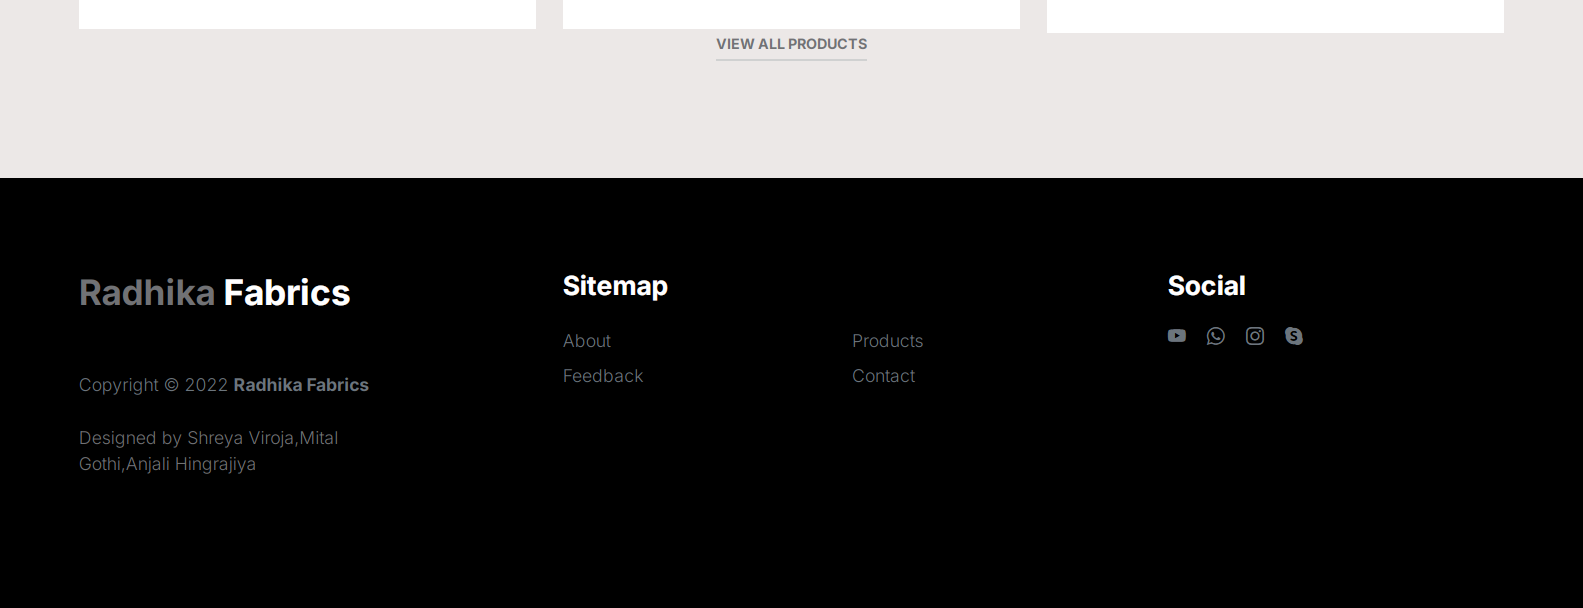 VIEW ALL PRODUCTS
Radhika Fabrics
Copyright © 2022 Radhika Fabrics
Designed by Shreya Viroja,Mital
Gothi,Anjali Hingrajiya
Sitemap
About
Feedback
Products
Contact
Social